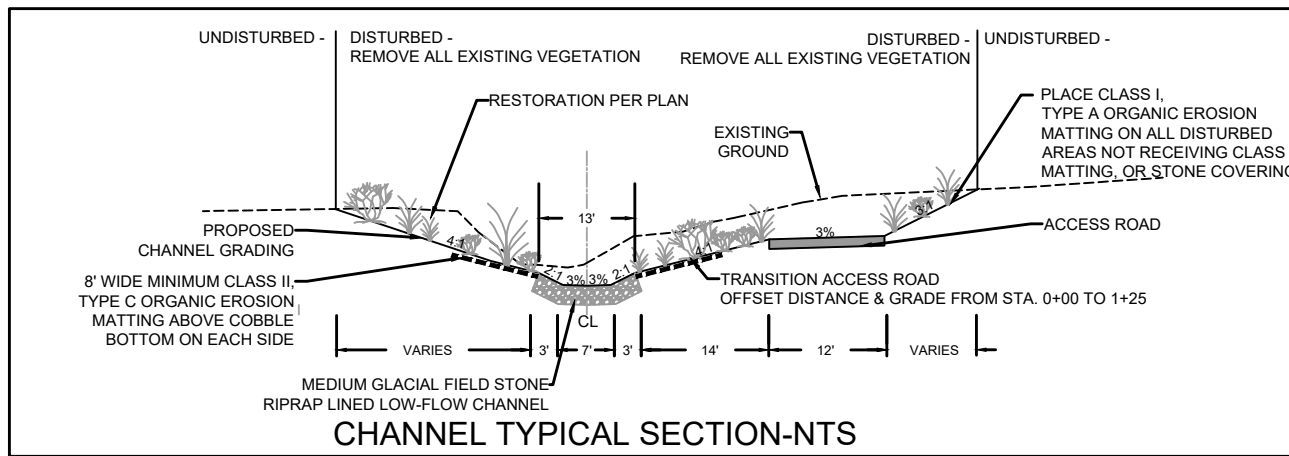 UNDISTURBED -
DISTURBED -
REMOVE ALL EXISTING VEGETATION
DISTURBED -
REMOVE ALL EXISTING VEGETATION
UNDISTURBED -
RESTORATION PER PLAN
EXISTING
GROUND
PLACE CLASS I,
TYPE A ORGANIC EROSION
MATTING ON ALL DISTURBED
AREAS NOT RECEIVING CLASS
MATTING, OR STONE COVERING
13'
PROPOSED
CHANNEL GRADING
4:1
2:1
3%
3%
2:1
4:1
3%
3:1
ACCESS ROAD
8' WIDE MINIMUM CLASS II,
TYPE C ORGANIC EROSION
MATTING ABOVE COBBLE
BOTTOM ON EACH SIDE
TRANSITION ACCESS ROAD
OFFSET DISTANCE & GRADE FROM STA. 0+00 TO 1+25
CL
VARIES
3'
7'
3'
14'
12'
VARIES
MEDIUM GLACIAL FIELD STONE
RIPRAP LINED LOW-FLOW CHANNEL
CHANNEL TYPICAL SECTION-NTS